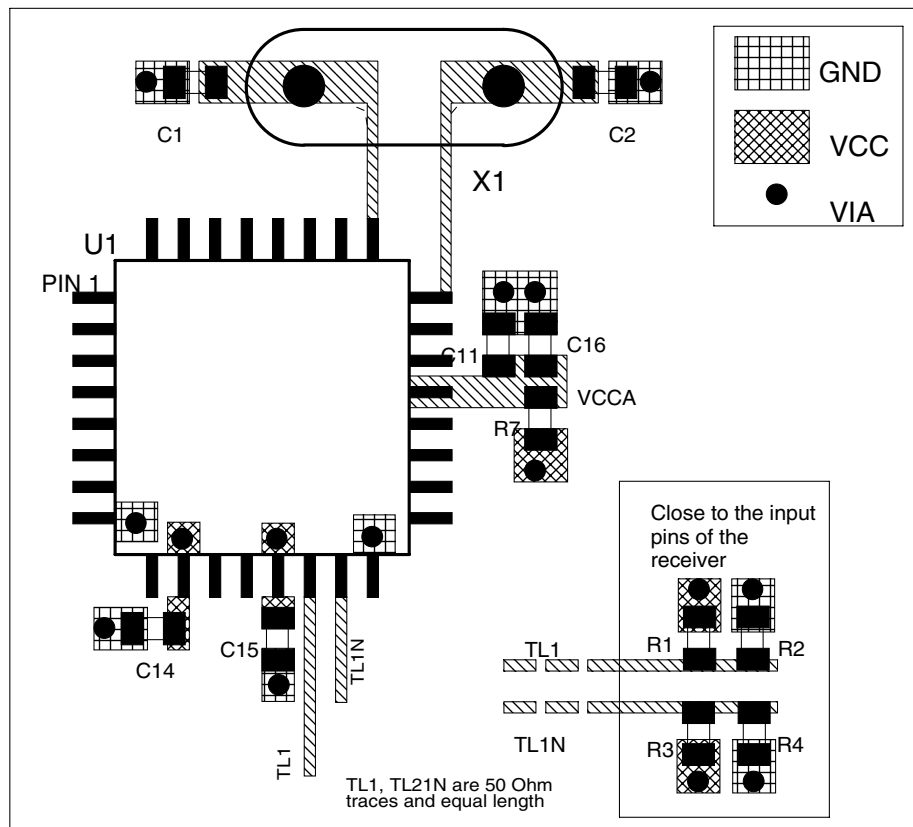 C1
C2
X1
GND
VCC
VIA
U1
PIN 1
C11
C16
VCCA
R7
Close to the input
pins of the
receiver
C14
C15
TL1
TL1N
R1
R2
TL1
TL1N
R3
R4
TL1, TL21N are 50 Ohm
traces and equal length